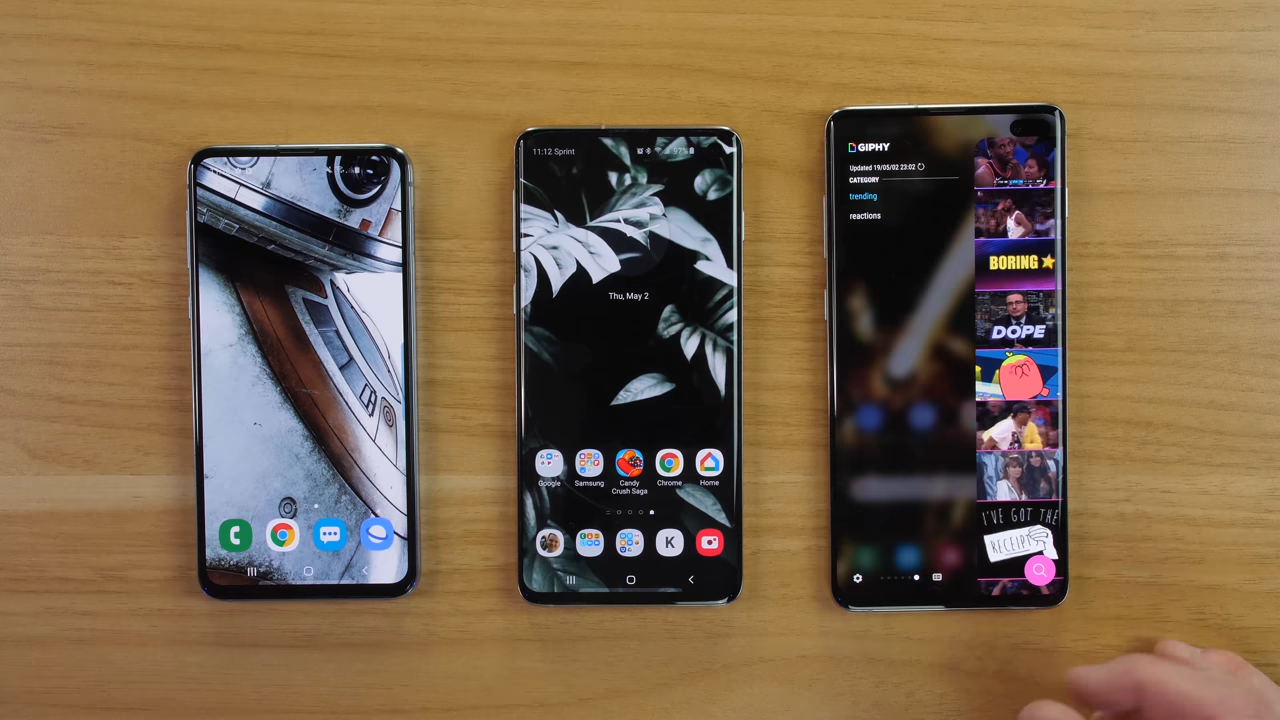 11:12 Sprint
97%
Thu, May 2
Google
Samsung
Candy Crush Saga
Chrome
Home
K
GIPHY
Updated 19/05/02 23:02
CATEGORY
trending
reactions
BORING
DOPE
I'VE GOT THE
RECEIPTS